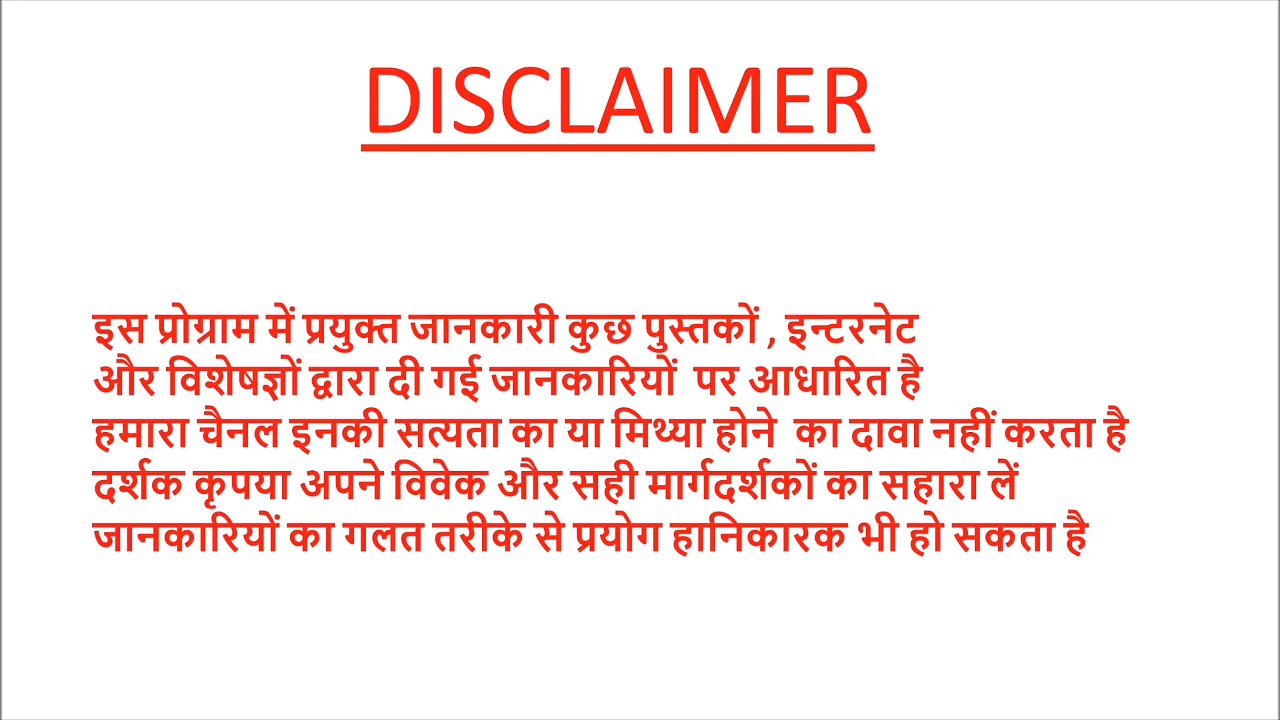 DISCLAIMER
इस प्रोग्राम में प्रयुक्त जानकारी कुछ पुस्तकों , इन्टरनेट
और विशेषज्ञों द्वारा दी गई जानकारियों पर आधारित है
हमारा चैनल इनकी सत्यता का या मिथ्या होने का दावा नहीं करता है
दर्शक कृपया अपने विवेक और सही मार्गदर्शकों का सहारा लें
जानकारियों का गलत तरीके से प्रयोग हानिकारक भी हो सकता है